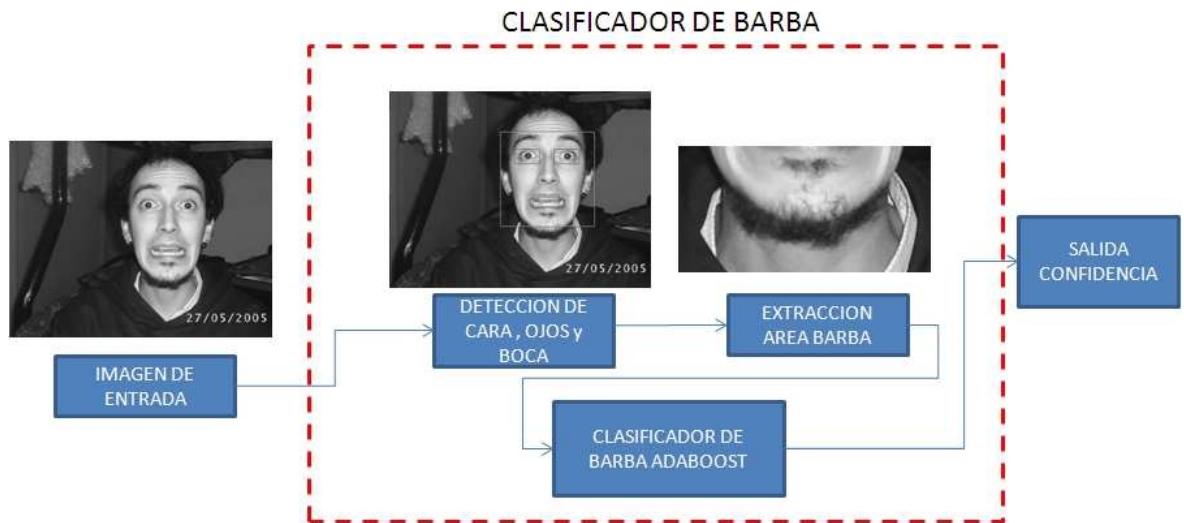 CLASIFICADOR DE BARBA
27/05/2005
27/05/2005
IMAGEN DE
ENTRADA
DETECCION DE
CARA , OJOS y
BOCA
EXTRACCION
AREA BARBA
CLASIFICADOR DE
BARBA ADABOOST
SALIDA
CONFIDENCIA